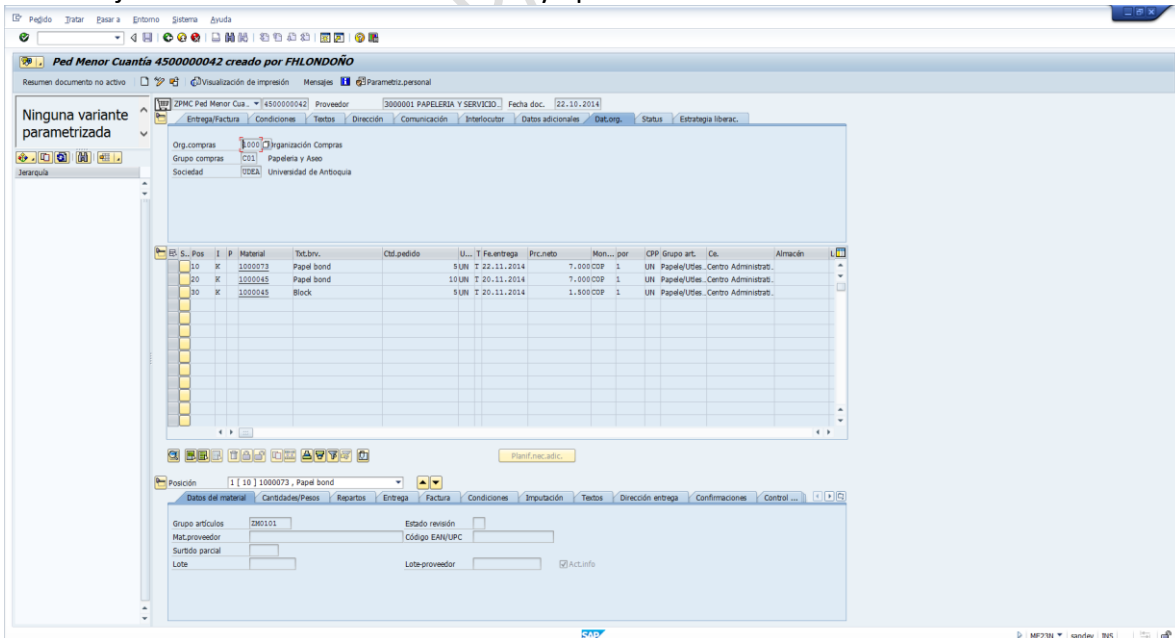 Pedido Tratar Pasar a Entorno Sistema Ayuda
Ped Menor Cuantía 4500000042 creado por FHLONDOÑO
Resumen documento no activo Visualización de impresión Mensajes Parametriz.personal
Ninguna variante parametrizada
Jerarquía
ZPMC Ped Menor Cua.. 4500000042 Proveedor 3000001 PAPELERIA Y SERVICIO.. Fecha doc. 22.10.2014
Entrega/Factura Condiciones Textos Dirección Comunicación Interlocutor Datos adicionales Dat.org. Status Estrategia liberac.
Org.compras 1000 Organización Compras
Grupo compras C01 Papeleria y Aseo
Sociedad UDEA Universidad de Antioquia
S.. Pos I P Material Txt.brv. Ctd.pedido U... T Fe.entrega Prc.neto Mon... por CPP Grupo art. Ce. Almacén L
10 K 1000073 Papel bond 5 UN T 22.11.2014 7.000 COP 1 UN Papele/Utles.. Centro Administrati..
20 K 1000045 Papel bond 10 UN T 20.11.2014 7.000 COP 1 UN Papele/Utles.. Centro Administrati..
30 K 1000045 Block 5 UN T 20.11.2014 1.500 COP 1 UN Papele/Utles.. Centro Administrati..
Planif.nec.adic.
Posición 1 [ 10 ] 1000073 , Papel bond
Datos del material Cantidades/Pesos Repartos Entrega Factura Condiciones Imputación Textos Dirección entrega Confirmaciones Control ...
Grupo artículos ZM0101 Estado revisión
Mat.proveedor Código EAN/UPC
Surtido parcial
Lote Lote-proveedor Act.info
SAP
ME23N sapdev INS